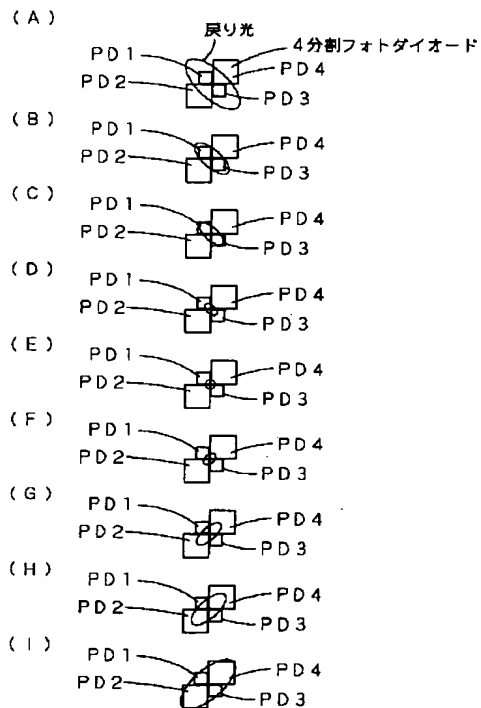 (A)
戻り光
4分割フォトダイオード
PD1
PD4
PD2
PD3
(B)
PD1
PD4
PD2
PD3
(C)
PD1
PD4
PD2
PD3
(D)
PD1
PD4
PD2
PD3
(E)
PD1
PD4
PD2
PD3
(F)
PD1
PD4
PD2
PD3
(G)
PD1
PD4
PD2
PD3
(H)
PD1
PD4
PD2
PD3
(I)
PD1
PD4
PD2
PD3